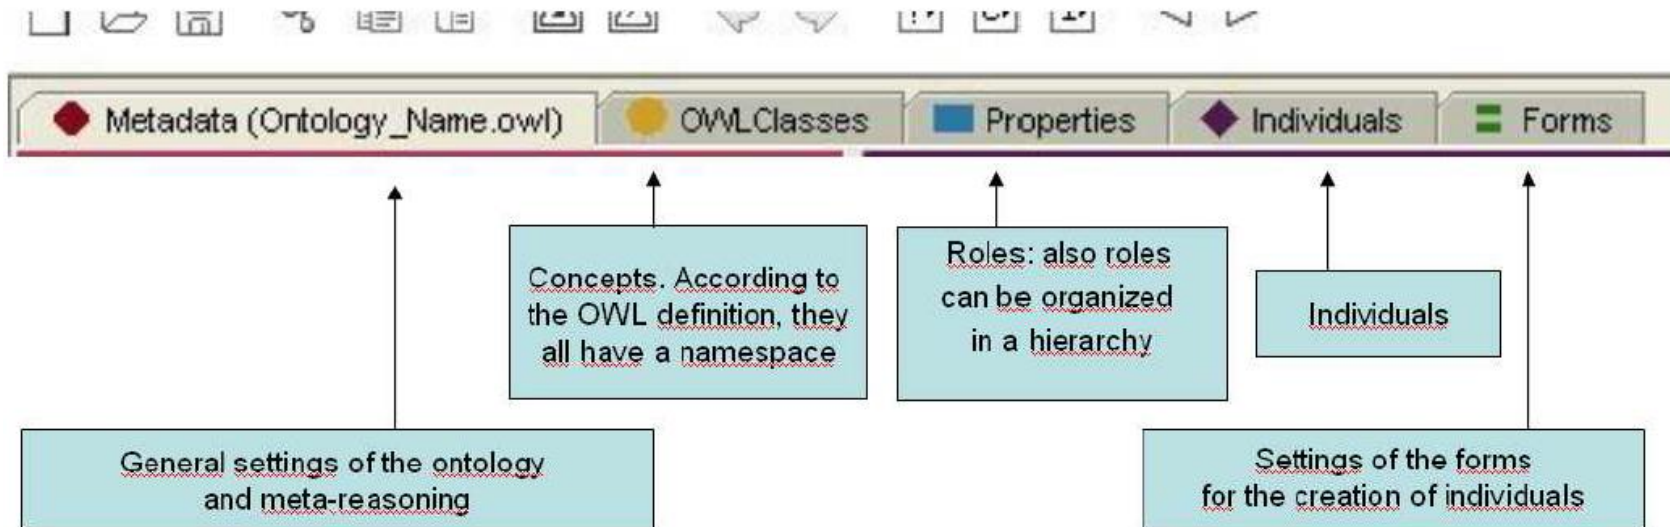 Metadata (Ontology_Name.owl) OWLClasses Properties Individuals Forms
Concepts. According to
the OWL definition, they
all have a namespace
Roles: also roles
can be organized
in a hierarchy
Individuals
General settings of the ontology
and meta-reasoning
Settings of the forms
for the creation of individuals